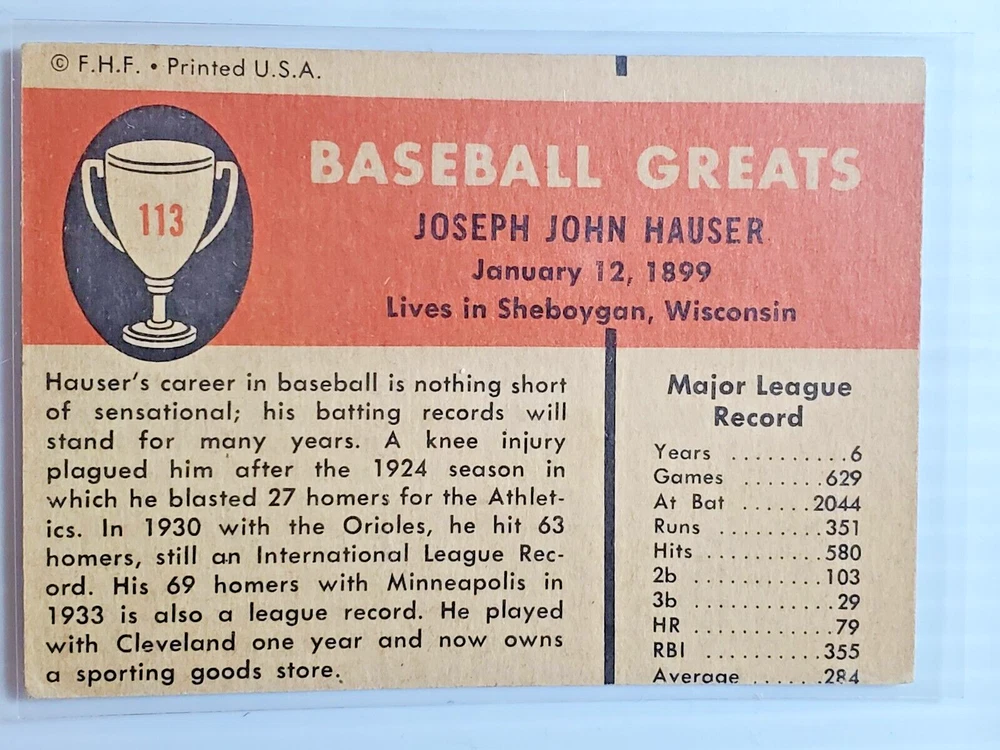 © F.H.F. • Printed U.S.A.
113
BASEBALL GREATS
JOSEPH JOHN HAUSER
January 12, 1899
Lives in Sheboygan, Wisconsin
Hauser's career in baseball is nothing short
of sensational; his batting records will
stand for many years. A knee injury
plagued him after the 1924 season in
which he blasted 27 homers for the Athlet-
ics. In 1930 with the Orioles, he hit 63
homers, still an International League Rec-
ord. His 69 homers with Minneapolis in
1933 is also a league record. He played
with Cleveland one year and now owns
a sporting goods store.
Major League
Record
Years ..........6
Games .......629
At Bat ......2044
Runs .........351
Hits ..........580
2b ...........103
3b ............29
HR ............79
RBI ..........355
Average ......284